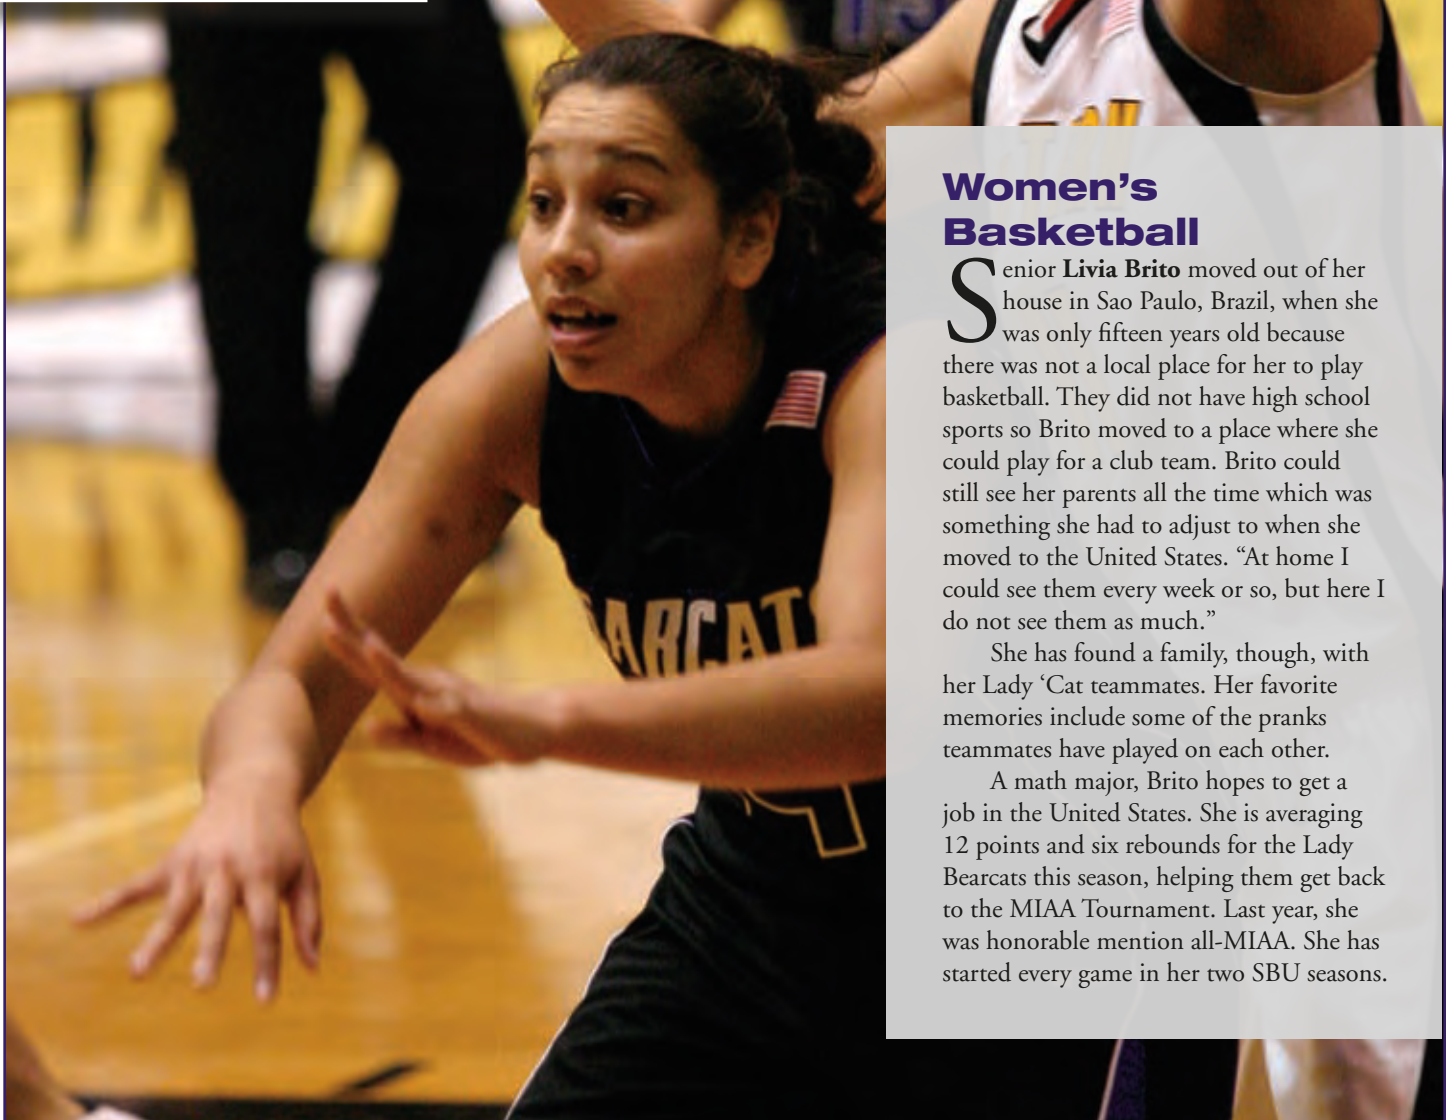 Women's
Basketball
Senior Livia Brito moved out of her
house in Sao Paulo, Brazil, when she
was only fifteen years old because
there was not a local place for her to play
basketball. They did not have high school
sports so Brito moved to a place where she
could play for a club team. Brito could
still see her parents all the time which was
something she had to adjust to when she
moved to the United States. “At home I
could see them every week or so, but here I
do not see them as much.”
She has found a family, though, with
her Lady ‘Cat teammates. Her favorite
memories include some of the pranks
teammates have played on each other.
A math major, Brito hopes to get a
job in the United States. She is averaging
12 points and six rebounds for the Lady
Bearcats this season, helping them get back
to the MIAA Tournament. Last year, she
was honorable mention all-MIAA. She has
started every game in her two SBU seasons.
ARCAT